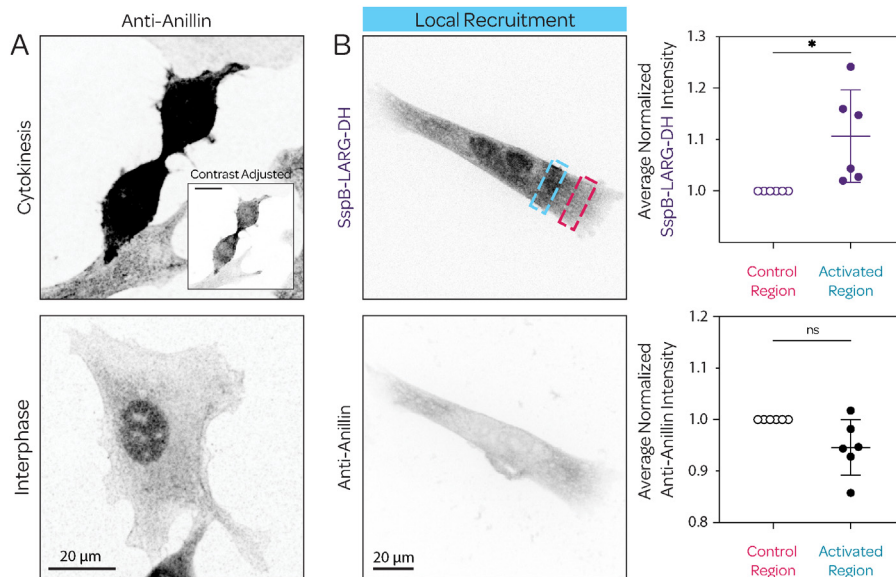 Anti-Anillin
A
Cytokinesis
Contrast Adjusted
Interphase
20 µm
B
Local Recruitment
SspB-LARG-DH
Anti-Anillin
20 µm
Average Normalized
SspB-LARG-DH Intensity
1.3
1.2
1.1
1.0
*
Control
Region
Activated
Region
Average Normalized
Anti-Anillin Intensity
1.2
1.1
1.0
0.9
0.8
ns
Control
Region
Activated
Region